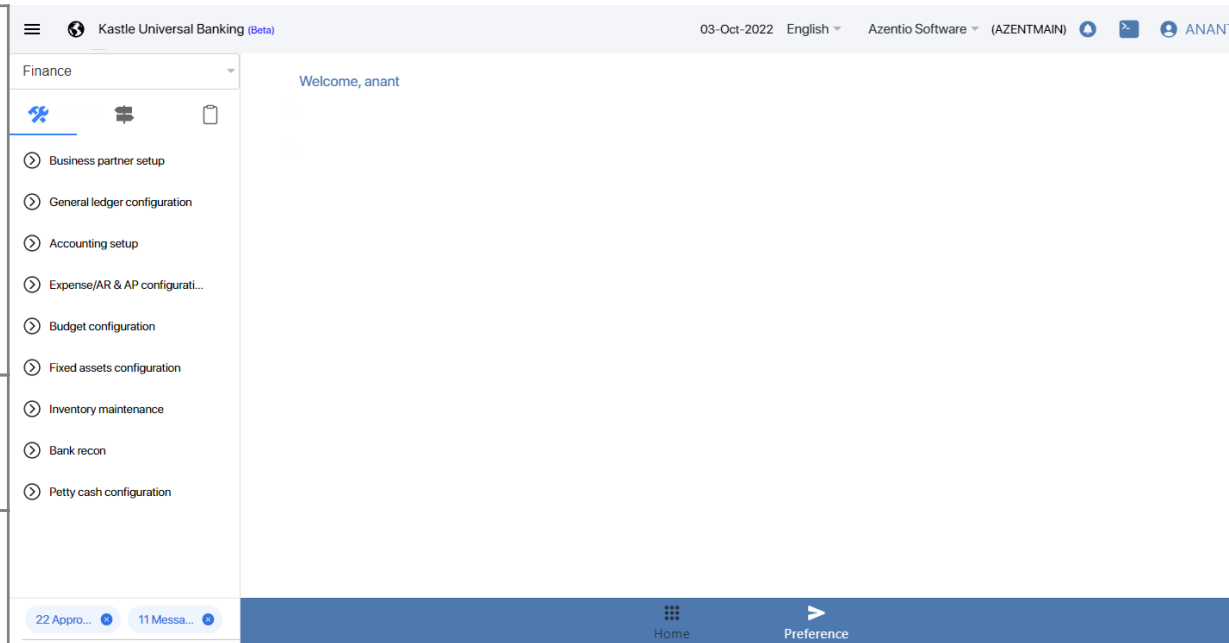 Kastle Universal Banking (Beta)
03-Oct-2022 English Azentio Software (AZENTMAIN) ANANT
Finance
Welcome, anant
Business partner setup
General ledger configuration
Accounting setup
Expense/AR & AP configurati...
Budget configuration
Fixed assets configuration
Inventory maintenance
Bank recon
Petty cash configuration
22 Appro... 11 Messa...
Home Preference